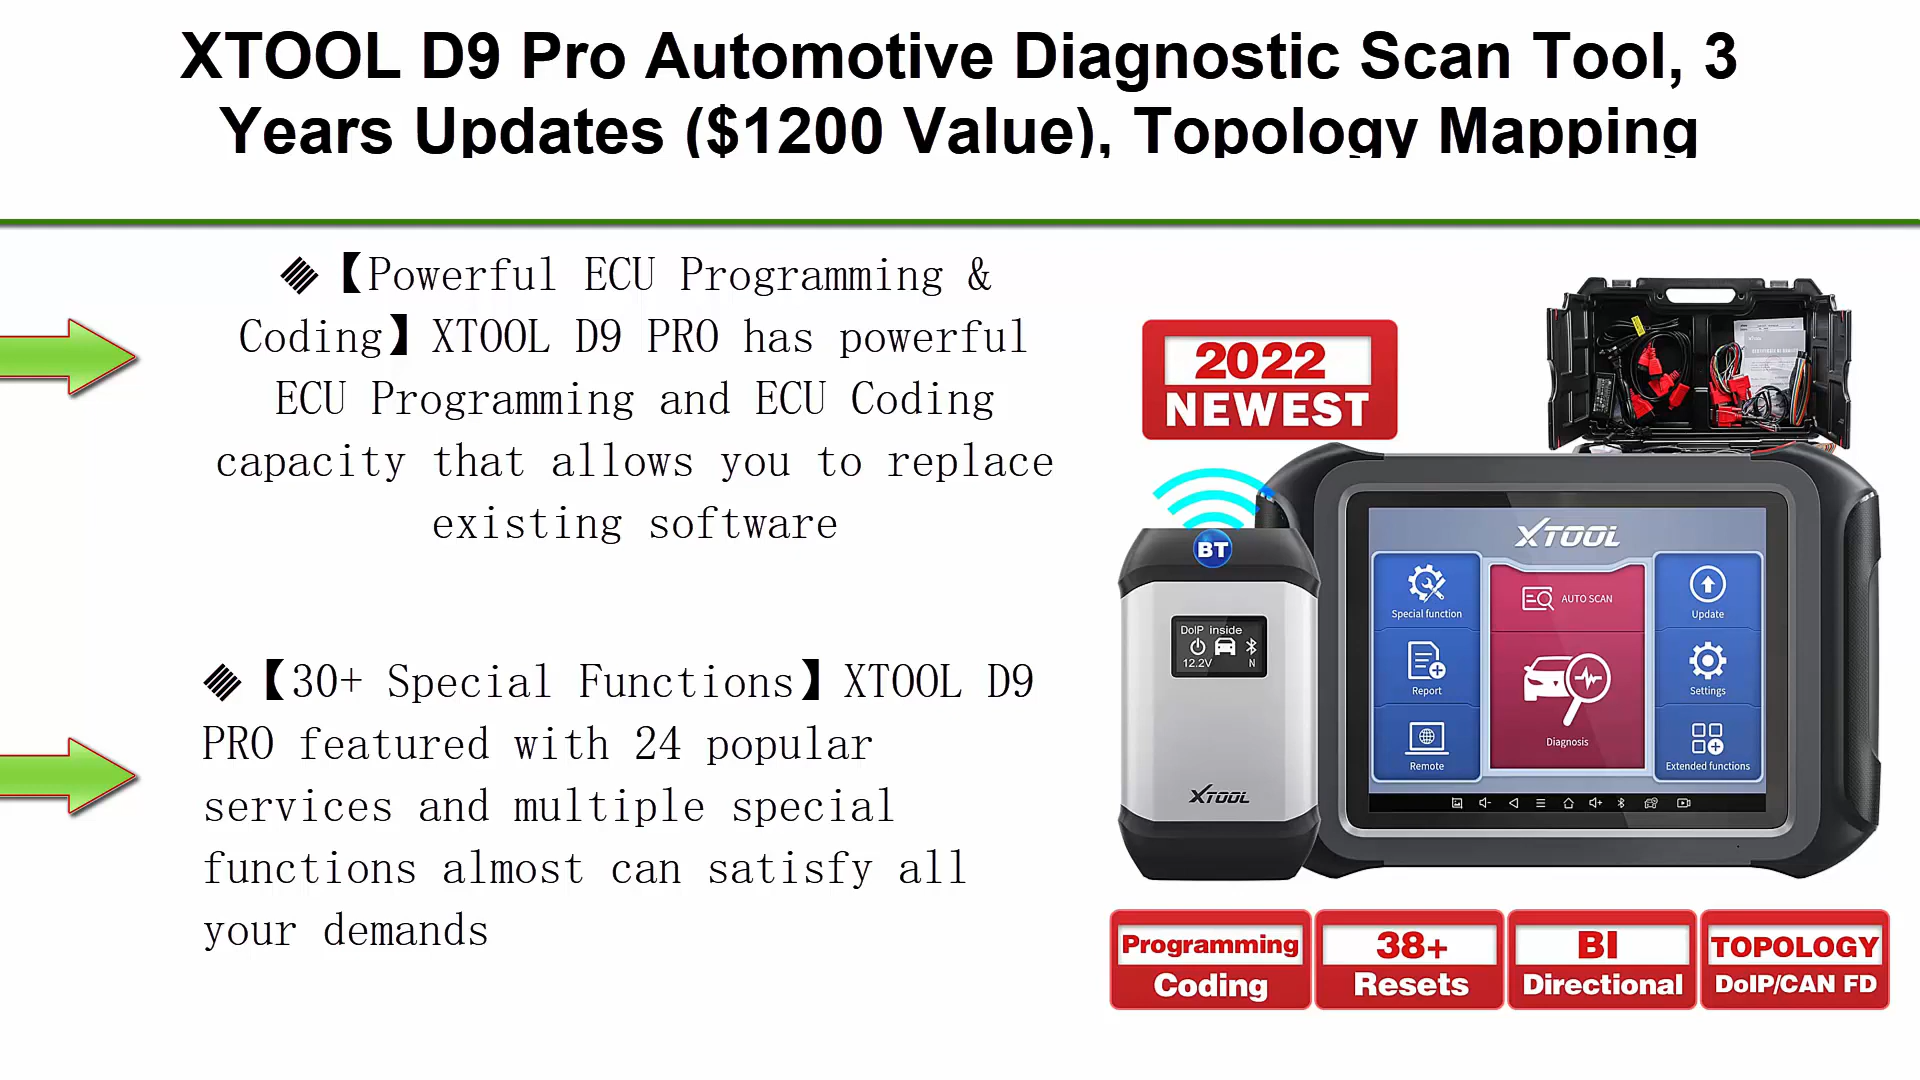 XTOOL D9 Pro Automotive Diagnostic Scan Tool, 3
Years Updates ($1200 Value), Topology Mapping
【Powerful ECU Programming &
Coding】XTOOL D9 PRO has powerful
ECU Programming and ECU Coding
capacity that allows you to replace
existing software
【30+ Special Functions】XTOOL D9
PRO featured with 24 popular
services and multiple special
functions almost can satisfy all
your demands
2022
NEWEST
BT
DoIP inside
12.2V N
XTOOL
XTOOL
Special function
Report
Remote
AUTO SCAN
Diagnosis
Update
Settings
Extended functions
Programming
Coding
38+
Resets
BI
Directional
TOPOLOGY
DoIP/CAN FD